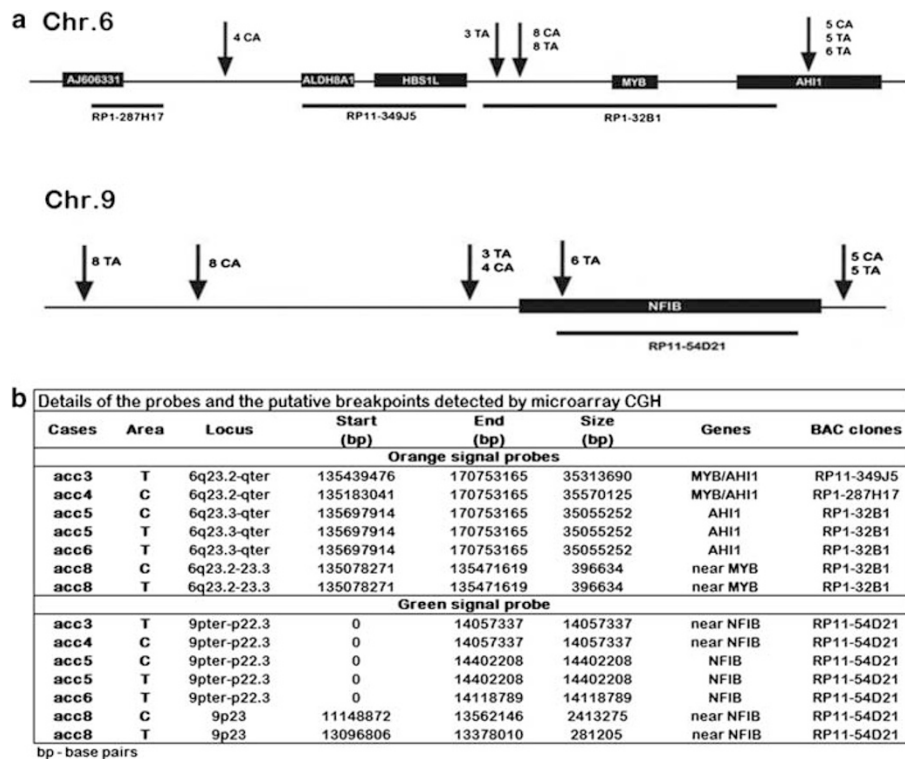 a Chr.6
4 CA
3 TA
8 CA
8 TA
5 CA
5 TA
6 TA
AJ606331 ALDH8A1 HBS1L MYB AHI1
RP1-287H17 RP11-349J5 RP1-32B1
Chr.9
8 TA
8 CA
3 TA
4 CA
6 TA
5 CA
5 TA
NFIB
RP11-54D21
b Details of the probes and the putative breakpoints detected by microarray CGH
Cases Area Locus Start (bp) End (bp) Size (bp) Genes BAC clones
Orange signal probes
acc3 T 6q23.2-qter 135439476 170753165 35313690 MYB/AHI1 RP11-349J5
acc4 C 6q23.2-qter 135183041 170753165 35570125 MYB/AHI1 RP1-287H17
acc5 C 6q23.3-qter 135697914 170753165 35055252 AHI1 RP1-32B1
acc5 T 6q23.3-qter 135697914 170753165 35055252 AHI1 RP1-32B1
acc6 T 6q23.3-qter 135697914 170753165 35055252 AHI1 RP1-32B1
acc8 C 6q23.2-23.3 135078271 135471619 396634 near MYB RP1-32B1
acc8 T 6q23.2-23.3 135078271 135471619 396634 near MYB RP1-32B1
Green signal probe
acc3 T 9pter-p22.3 0 14057337 14057337 near NFIB RP11-54D21
acc4 C 9pter-p22.3 0 14057337 14057337 near NFIB RP11-54D21
acc5 C 9pter-p22.3 0 14402208 14402208 NFIB RP11-54D21
acc5 T 9pter-p22.3 0 14402208 14402208 NFIB RP11-54D21
acc6 T 9pter-p22.3 0 14118789 14118789 NFIB RP11-54D21
acc8 C 9p23 11148872 13562146 2413275 near NFIB RP11-54D21
acc8 T 9p23 13096806 13378010 281205 near NFIB RP11-54D21
bp - base pairs